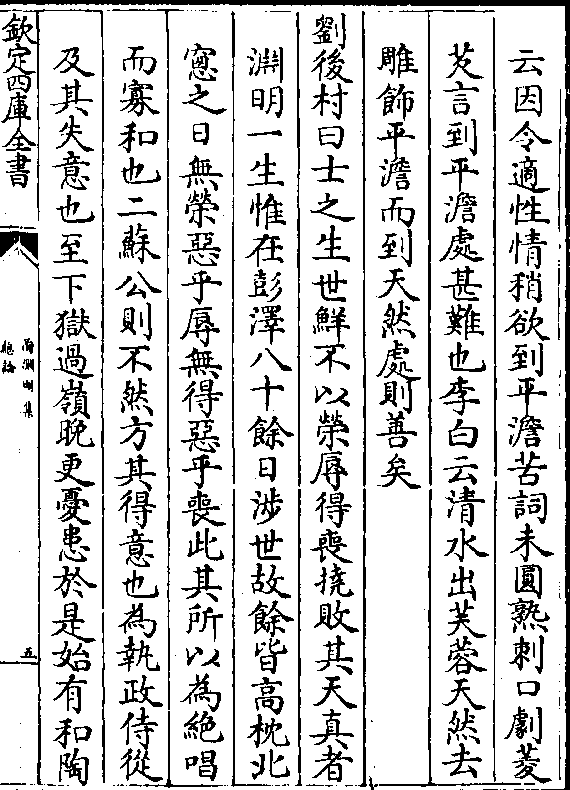 云因令適性情稍欲到平澹苦詞未圓熟刺口劇菱
芡言到平澹處甚難也李白云清水出芙蓉天然去
雕飾平澹而到天然處則善矣
劉後村曰士之生世鮮不以榮辱得喪撓敗其天真者
淵明一生惟在彭澤八十餘日涉世故餘皆高枕北
窻之日無榮惡乎辱無得惡乎喪此其所以為絶唱
而寡和也二蘇公則不然方其得意也為執政侍從
及其失意也至下獄過嶺晚更憂患於是始有和陶
欽定四庫全書
陶淵明集
總論
五